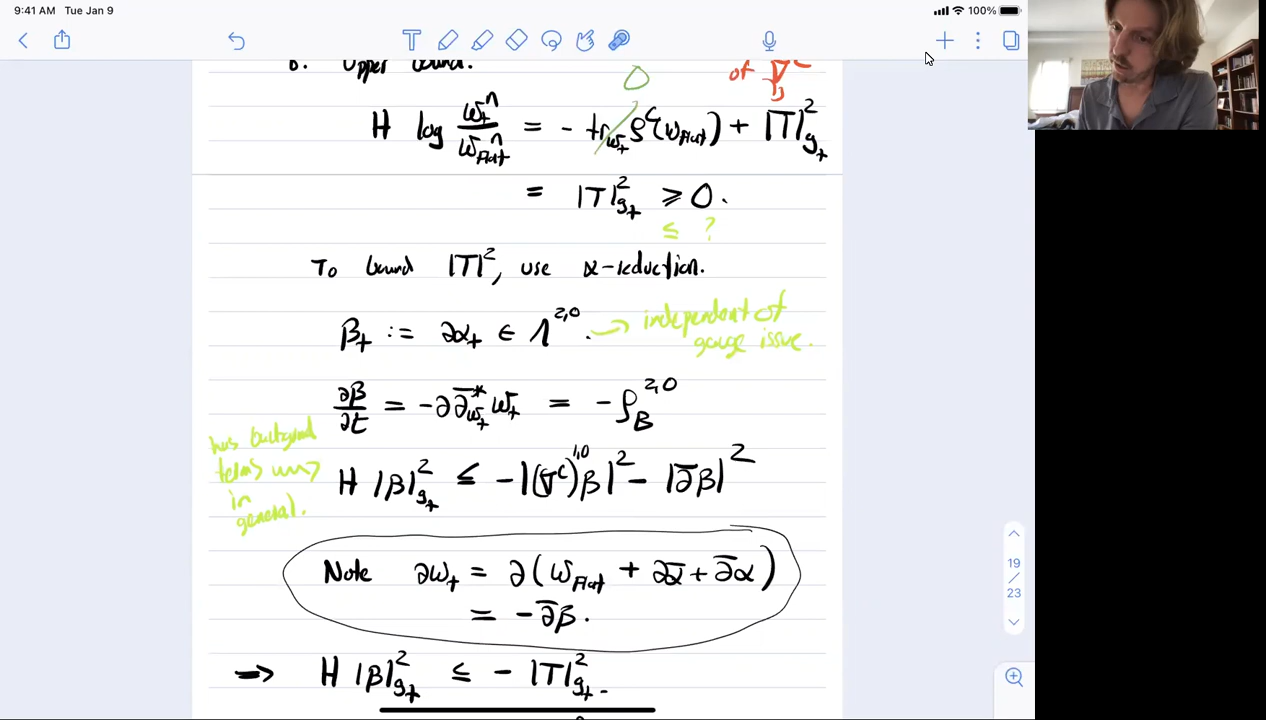 9:41 AM Tue Jan 9
100%
B. Upper bound.
of ∇
0
H log ω_t^n / ω_flat^n = - tr_{ω_t} ρ^C(ω_flat) + |T|²_{g_t}
= |T|²_{g_t} ≥ 0.
≤ ?
To bound |T|², use α-reduction.
β_t := ∂α_t ∈ Λ^{2,0}. → independent of
gauge issue.
∂β/∂t = -∂∂̄*_{ω_t} ω_t = -ρ_B^{2,0}
has background
terms
in
general.
H |β|²_{g_t} ≤ -|(∇^C)^{1,0} β|² - |∂̄β|²
Note ∂ω_t = ∂(ω_flat + ∂ᾱ + ∂̄α)
= -∂̄β.
→ H |β|²_{g_t} ≤ - |T|²_{g_t}.
19
/
23